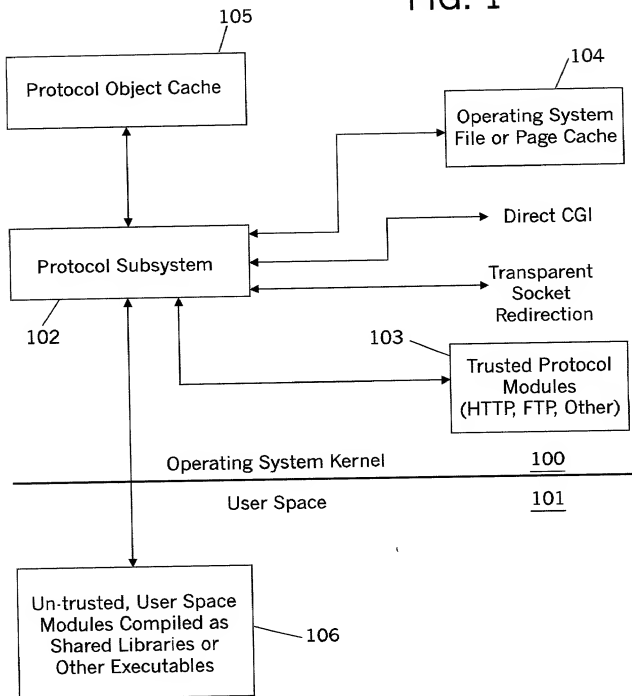 FIG. 1
105
Protocol Object Cache
104
Operating System
File or Page Cache
Direct CGI
Protocol Subsystem
Transparent
Socket
Redirection
102
103
Trusted Protocol
Modules
(HTTP, FTP, Other)
Operating System Kernel 100
User Space 101
Un-trusted, User Space
Modules Compiled as
Shared Libraries or
Other Executables
106